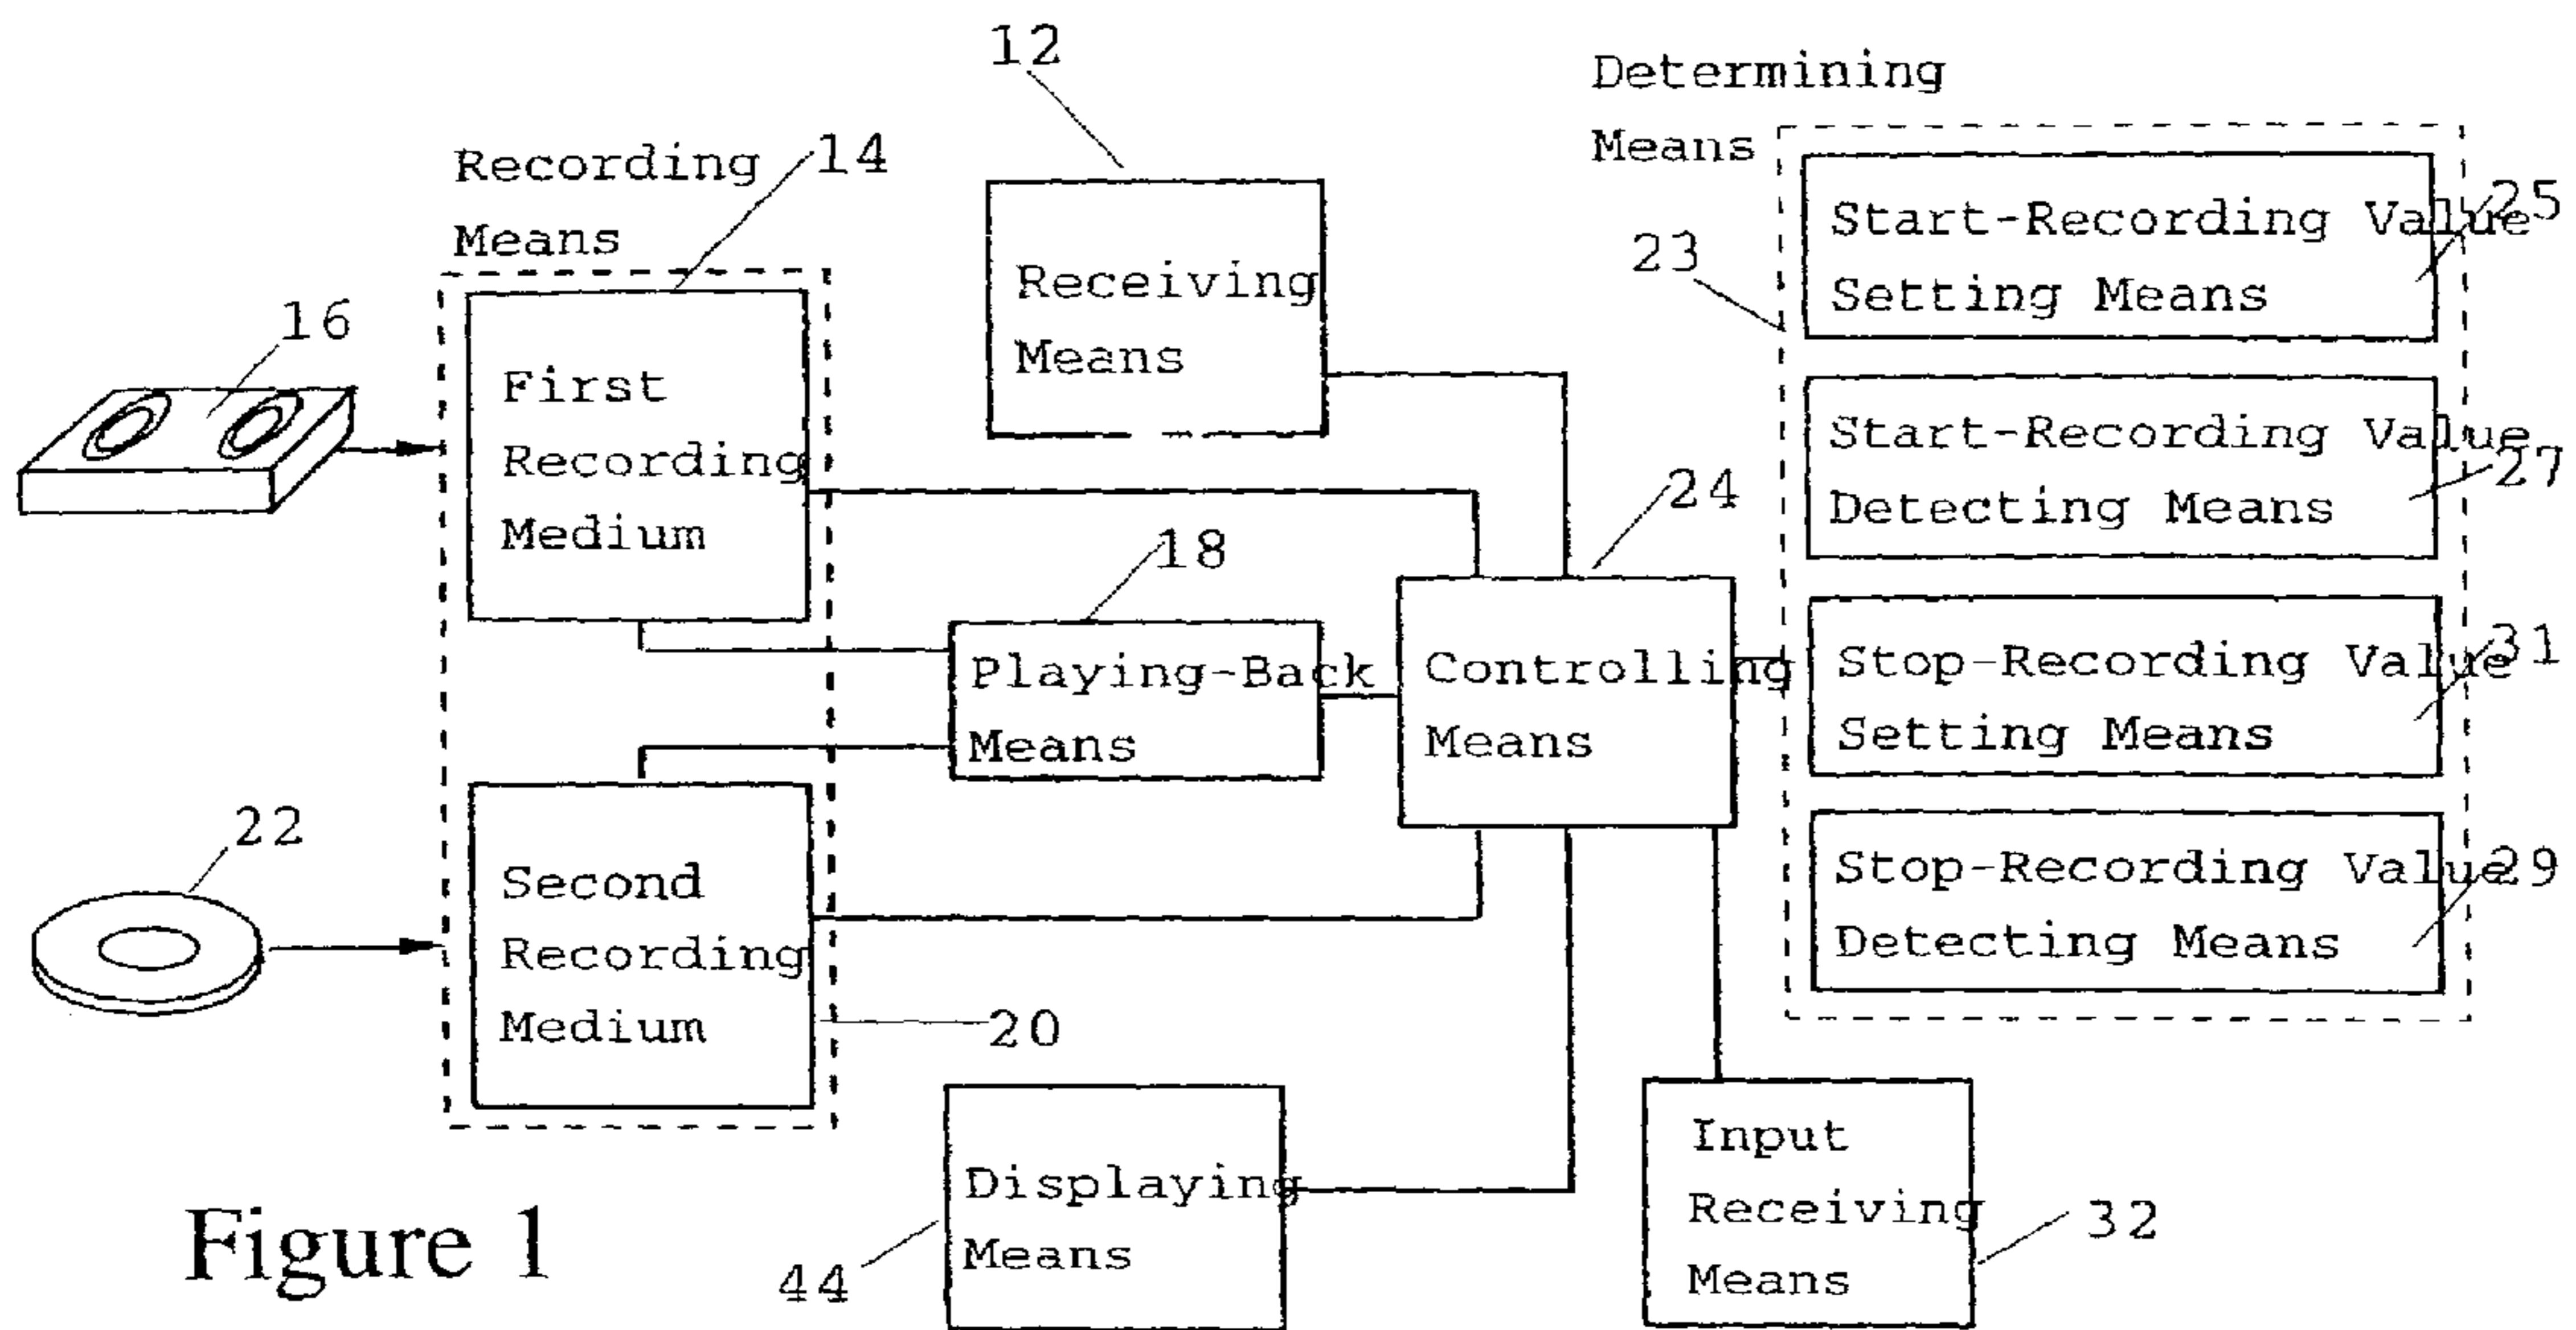 12
Determining
Means
Recording
Means
14
16
Receiving
Means
Start-Recording Value
Setting Means
25
23
First
Recording
Medium
Start-Recording Value
Detecting Means
27
24
18
Playing-Back
Means
Controlling
Means
Stop-Recording Value
Setting Means
31
22
Second
Recording
Medium
20
Stop-Recording Value
Detecting Means
29
Displaying
Means
44
Input
Receiving
Means
32
Figure 1